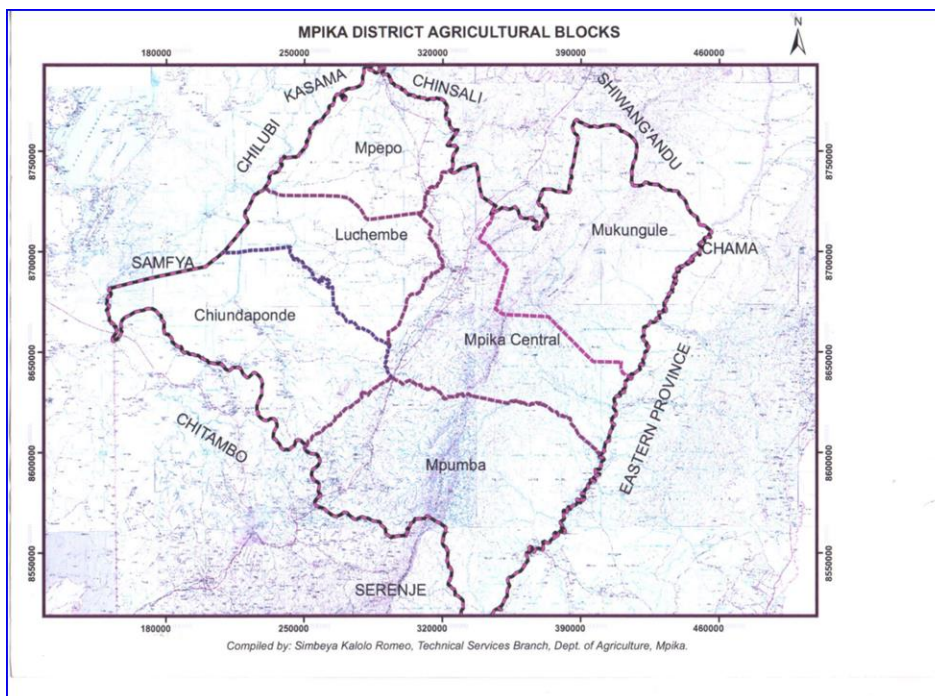 MPIKA DISTRICT AGRICULTURAL BLOCKS
N
180000 250000 320000 390000 460000
KASAMA
CHINSALI
SHIWANG'ANDU
CHILUBI
Mpepo
8750000
8750000
Mukungule
Luchembe
CHAMA
8700000
8700000
SAMFYA
Chiundaponde
Mpika Central
8650000
8650000
EASTERN PROVINCE
CHITAMBO
Mpumba
8600000
8600000
8550000
8550000
SERENJE
180000 250000 320000 390000 460000
Compiled by: Simbeya Kalolo Romeo, Technical Services Branch, Dept. of Agriculture, Mpika.